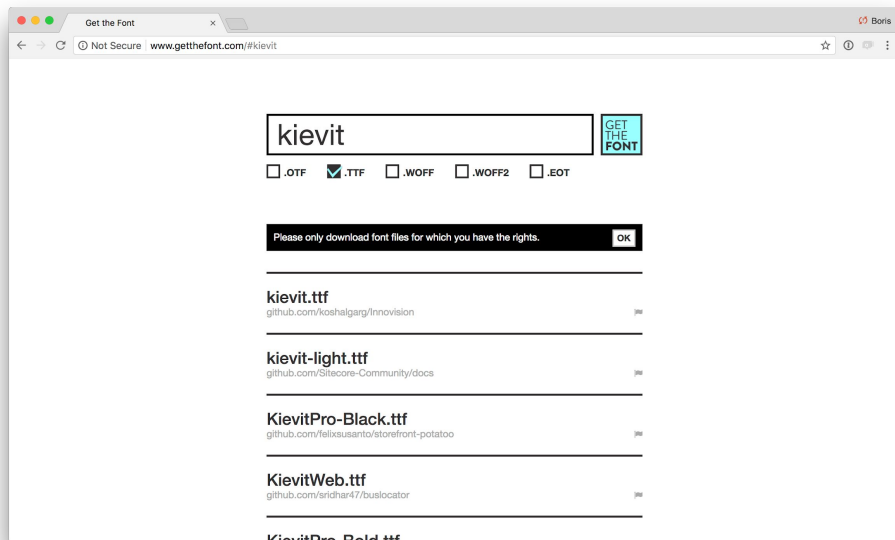 Get the Font
Boris
Not Secure www.getthefont.com/#kievit
kievit
GET
THE
FONT
.OTF .TTF .WOFF .WOFF2 .EOT
Please only download font files for which you have the rights. OK
kievit.ttf
github.com/koshalgarg/Innovision
kievit-light.ttf
github.com/Sitecore-Community/docs
KievitPro-Black.ttf
github.com/felixsusanto/storefront-potatoo
KievitWeb.ttf
github.com/sridhar47/buslocator
KievitPro-Bold.ttf